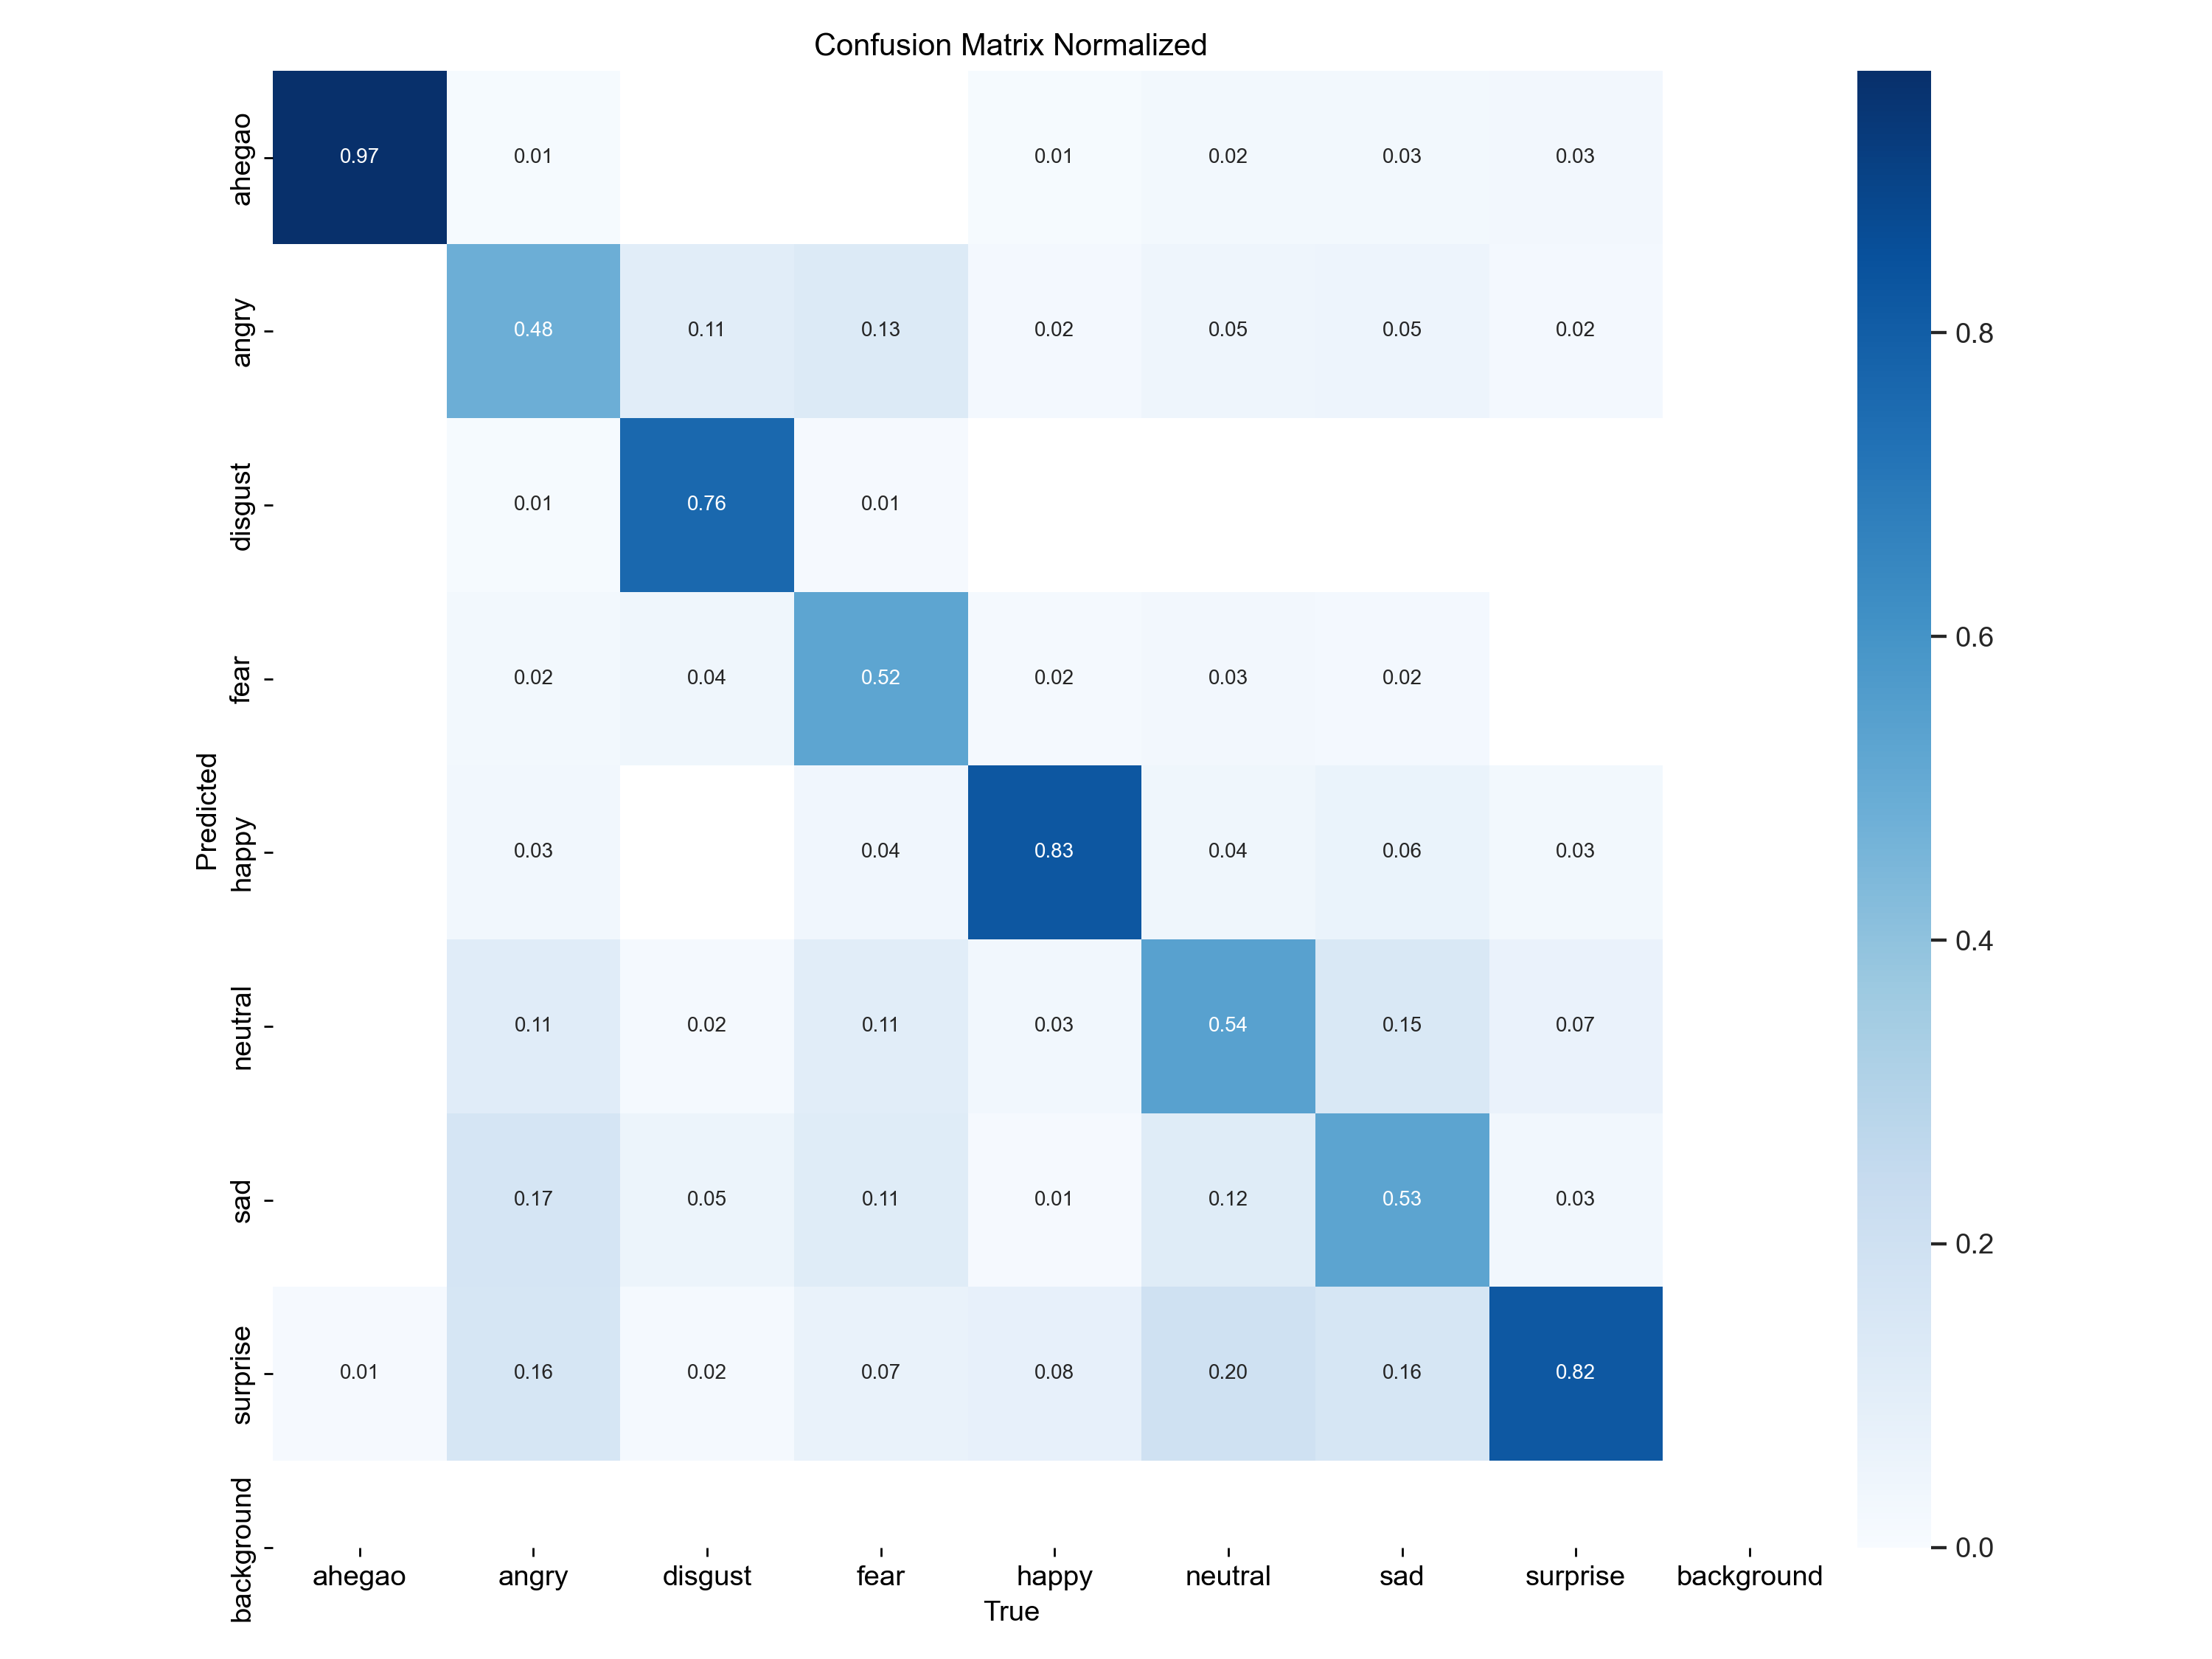 Confusion Matrix Normalized
ahegao 0.97 0.01 0.01 0.02 0.03 0.03
angry 0.48 0.11 0.13 0.02 0.05 0.05 0.02
disgust 0.01 0.76 0.01
fear 0.02 0.04 0.52 0.02 0.03 0.02
happy 0.03 0.04 0.83 0.04 0.06 0.03
neutral 0.11 0.02 0.11 0.03 0.54 0.15 0.07
sad 0.17 0.05 0.11 0.01 0.12 0.53 0.03
surprise 0.01 0.16 0.02 0.07 0.08 0.20 0.16 0.82
background
Predicted
ahegao angry disgust fear happy neutral sad surprise background
True
0.8
0.6
0.4
0.2
0.0